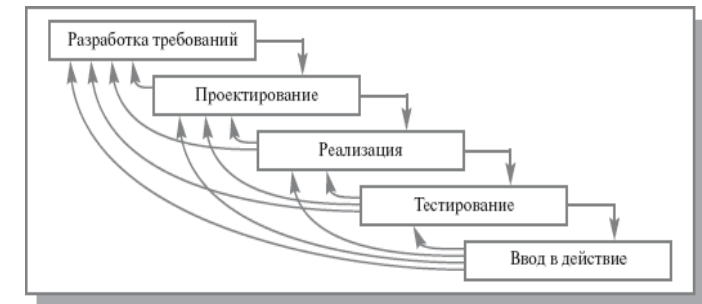 Разработка требований
Проектирование
Реализация
Тестирование
Ввод в действие